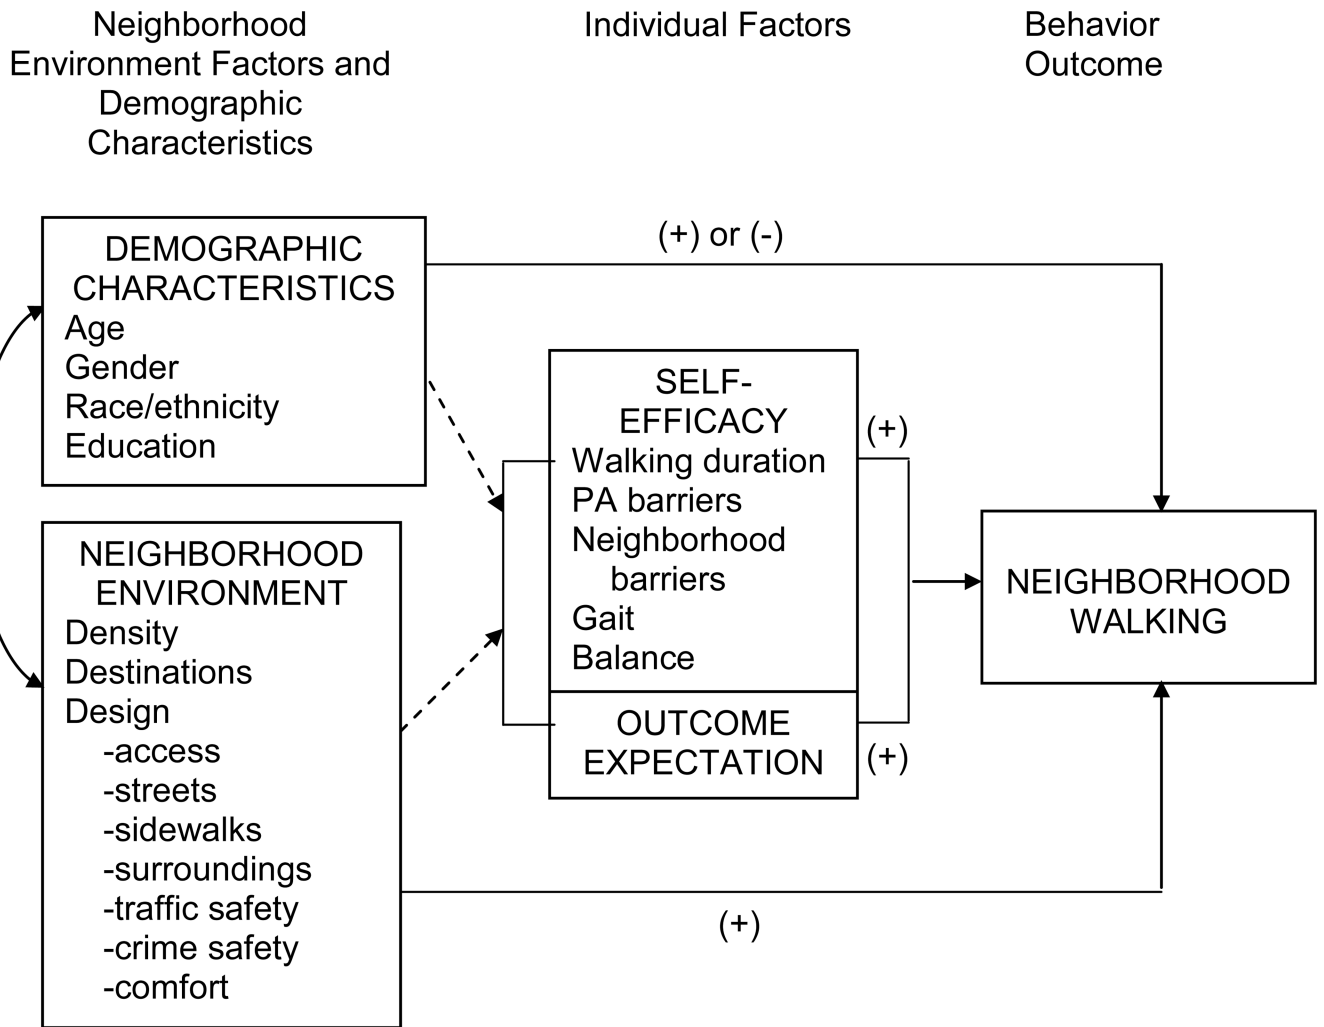 Neighborhood
Environment Factors and
Demographic
Characteristics
Individual Factors
Behavior
Outcome
DEMOGRAPHIC
CHARACTERISTICS
Age
Gender
Race/ethnicity
Education
(+) or (-)
SELF-
EFFICACY
Walking duration
PA barriers
Neighborhood
barriers
Gait
Balance
(+)
OUTCOME
EXPECTATION
(+)
NEIGHBORHOOD
WALKING
NEIGHBORHOOD
ENVIRONMENT
Density
Destinations
Design
-access
-streets
-sidewalks
-surroundings
-traffic safety
-crime safety
-comfort
(+)